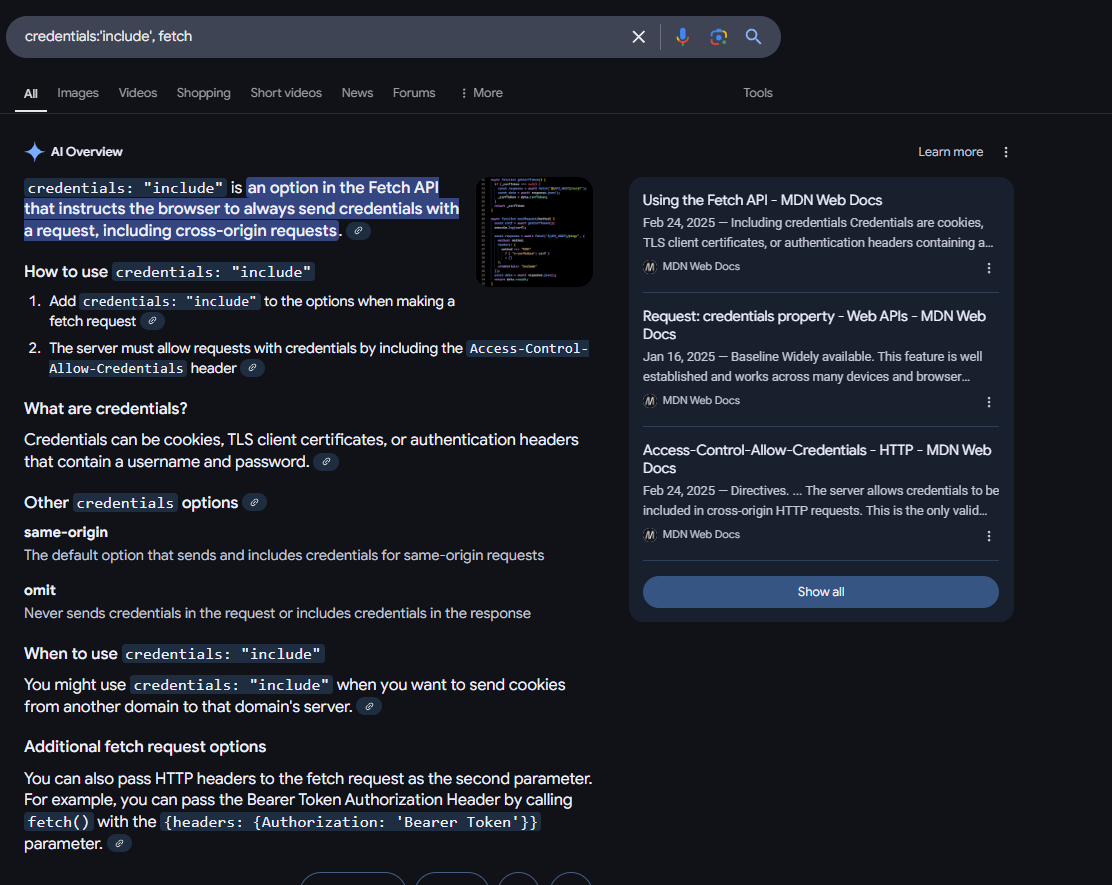 credentials:'include', fetch
All
Images
Videos
Shopping
Short videos
News
Forums
More
Tools
AI Overview
Learn more
credentials: "include" is an option in the Fetch API
that instructs the browser to always send credentials with
a request, including cross-origin requests.
How to use credentials: "include"
1. Add credentials: "include" to the options when making a
fetch request
2. The server must allow requests with credentials by including the Access-Control-
Allow-Credentials header
What are credentials?
Credentials can be cookies, TLS client certificates, or authentication headers
that contain a username and password.
Other credentials options
same-origin
The default option that sends and includes credentials for same-origin requests
omit
Never sends credentials in the request or includes credentials in the response
When to use credentials: "include"
You might use credentials: "include" when you want to send cookies
from another domain to that domain's server.
Additional fetch request options
You can also pass HTTP headers to the fetch request as the second parameter.
For example, you can pass the Bearer Token Authorization Header by calling
fetch() with the {headers: {Authorization: 'Bearer Token'}}
parameter.
Using the Fetch API - MDN Web Docs
Feb 24, 2025 — Including credentials Credentials are cookies,
TLS client certificates, or authentication headers containing a...
MDN Web Docs
Request: credentials property - Web APIs - MDN Web
Docs
Jan 16, 2025 — Baseline Widely available. This feature is well
established and works across many devices and browser...
MDN Web Docs
Access-Control-Allow-Credentials - HTTP - MDN Web
Docs
Feb 24, 2025 — Directives. ... The server allows credentials to be
included in cross-origin HTTP requests. This is the only valid...
MDN Web Docs
Show all